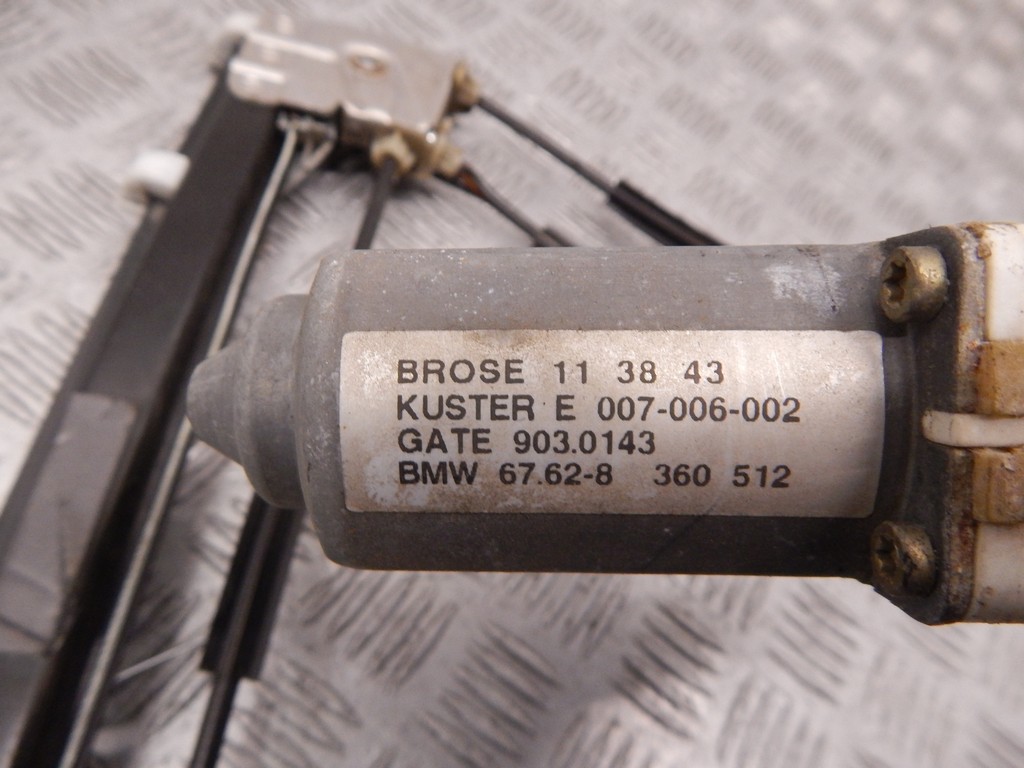 BROSE 11 38 43
KUSTER E 007-006-002
GATE 903.0143
BMW 67.62-8 360 512